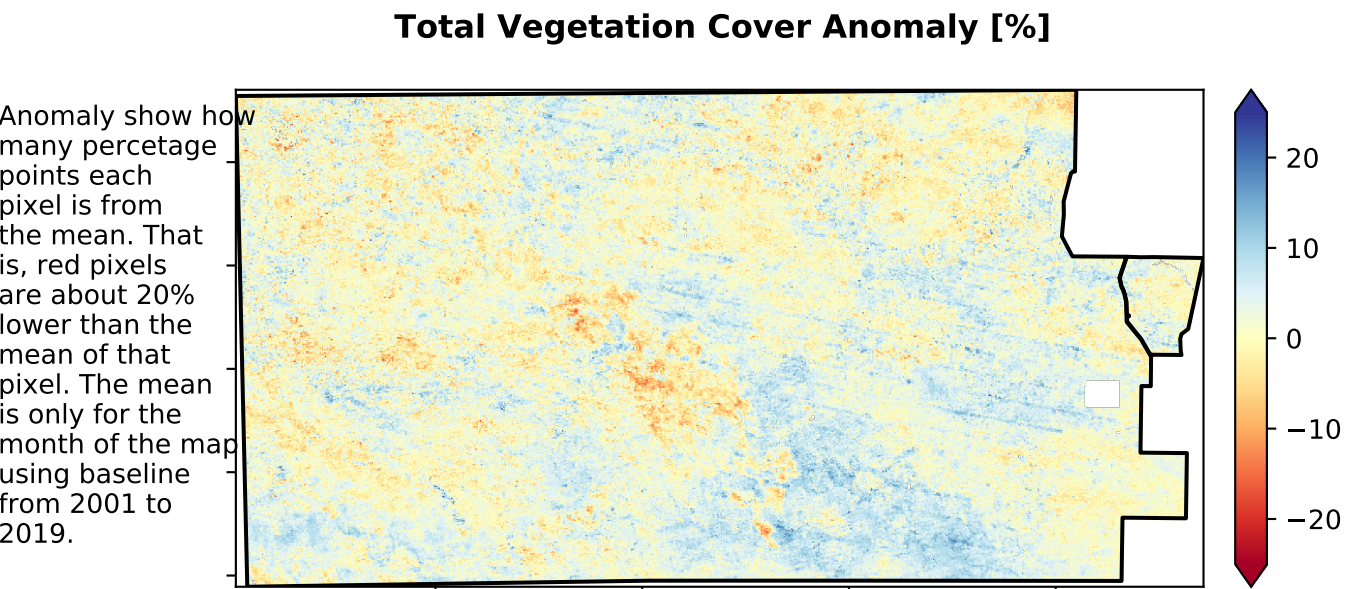 Total Vegetation Cover Anomaly [%]
Anomaly show how
many percetage
points each
pixel is from
the mean. That
is, red pixels
are about 20%
lower than the
mean of that
pixel. The mean
is only for the
month of the map
using baseline
from 2001 to
2019.
20
10
0
−10
−20